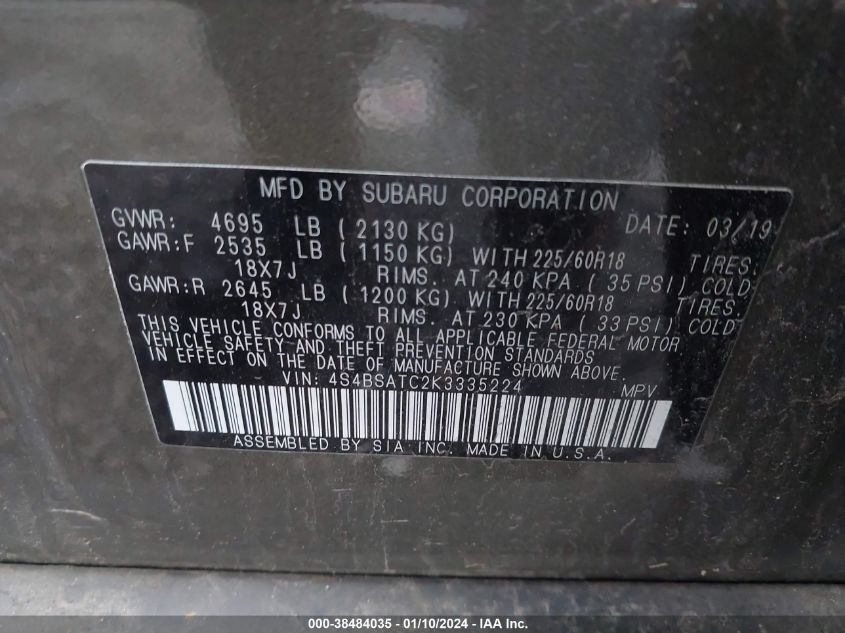 MFD BY SUBARU CORPORATION
GVWR: 4695 LB ( 2130 KG) DATE: 03/19
GAWR:F 2535 LB ( 1150 KG) WITH 225/60R18 TIRES.
18X7J RIMS. AT 240 KPA ( 35 PSI) COLD
GAWR:R 2645 LB ( 1200 KG) WITH 225/60R18 TIRES.
18X7J RIMS. AT 230 KPA ( 33 PSI) COLD
THIS VEHICLE CONFORMS TO ALL APPLICABLE FEDERAL MOTOR
VEHICLE SAFETY AND THEFT PREVENTION STANDARDS
IN EFFECT ON THE DATE OF MANUFACTURE SHOWN ABOVE.
VIN: 4S4BSATC2K3335224 MPV
ASSEMBLED BY SIA INC. MADE IN U.S.A.
000-38484035 - 01/10/2024 - IAA Inc.